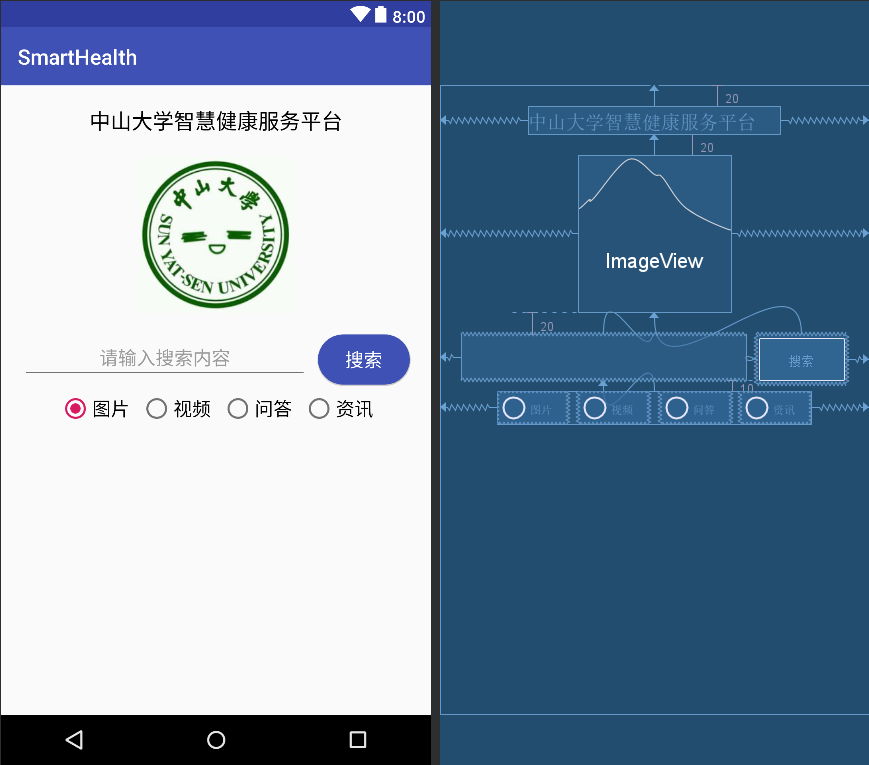 8:00
SmartHealth
中山大学智慧健康服务平台
中山大学
SUN YAT-SEN UNIVERSITY
请输入搜索内容
搜索
图片
视频
问答
资讯
20
中山大学智慧健康服务平台
20
ImageView
20
搜索
10
图片
视频
问答
资讯